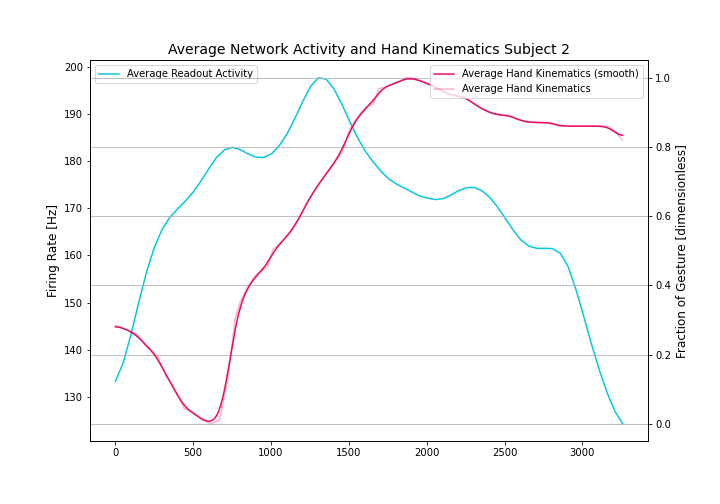 Average Network Activity and Hand Kinematics Subject 2
Average Readout Activity
Average Hand Kinematics (smooth)
Average Hand Kinematics
Firing Rate [Hz]
200
190
180
170
160
150
140
130
1.0
0.8
0.6
0.4
0.2
0.0
Fraction of Gesture [dimensionless]
0 500 1000 1500 2000 2500 3000